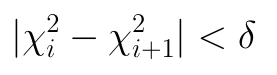 |χ_i^2 − χ_{i+1}^2| < δ